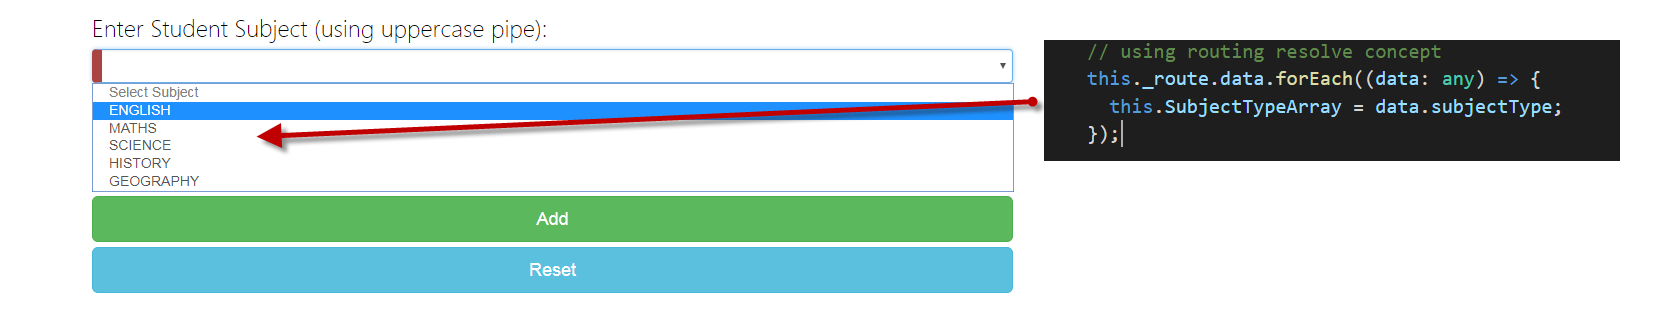 Enter Student Subject (using uppercase pipe):
Select Subject
ENGLISH
MATHS
SCIENCE
HISTORY
GEOGRAPHY
Add
Reset
// using routing resolve concept
this._route.data.forEach((data: any) => {
this.SubjectTypeArray = data.subjectType;
});